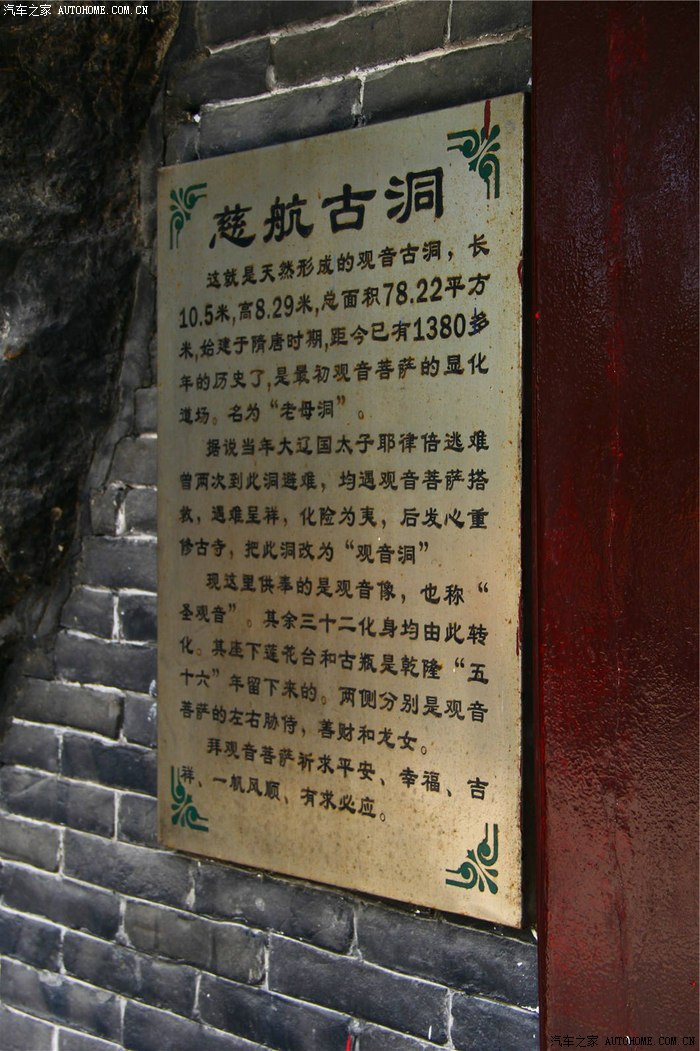 汽车之家 AUTOHOME.COM.CN
慈航古洞
这就是天然形成的观音古洞，长
10.5米,高8.29米,总面积78.22平方
米,始建于隋唐时期,距今已有1380多
年的历史了,是最初观音菩萨的显化
道场。名为“老母洞”。
据说当年大辽国太子耶律倍逃难
曾两次到此洞避难，均遇观音菩萨搭
救，遇难呈祥，化险为夷，后发心重
修古寺，把此洞改为“观音洞”
现这里供奉的是观音像，也称“
圣观音”。其余三十二化身均由此转
化。其座下莲花台和古瓶是乾隆“五
十六”年留下来的。两侧分别是观音
菩萨的左右胁侍，善财和龙女。
拜观音菩萨祈求平安、幸福、吉
祥、一帆风顺、有求必应。
汽车之家 AUTOHOME.COM.CN